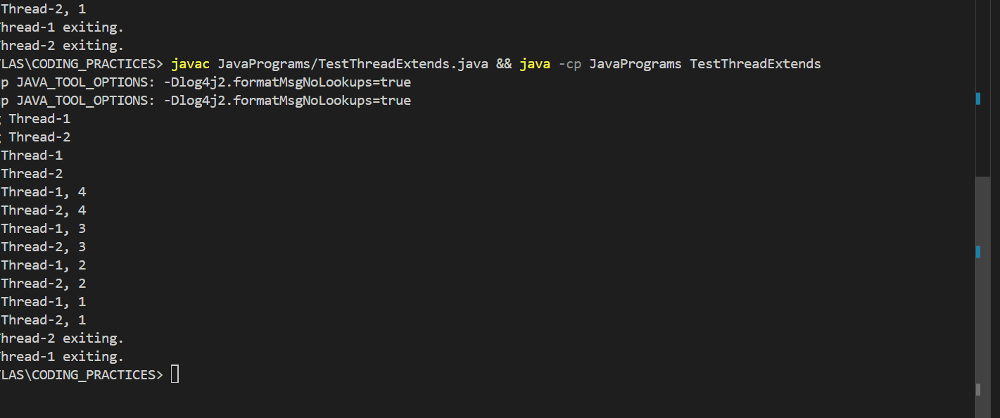 Thread-2, 1
hread-1 exiting.
hread-2 exiting.
LAS\CODING_PRACTICES> javac JavaPrograms/TestThreadExtends.java && java -cp JavaPrograms TestThreadExtends
p JAVA_TOOL_OPTIONS: -Dlog4j2.formatMsgNoLookups=true
p JAVA_TOOL_OPTIONS: -Dlog4j2.formatMsgNoLookups=true
Thread-1
Thread-2
Thread-1
Thread-2
Thread-1, 4
Thread-2, 4
Thread-1, 3
Thread-2, 3
Thread-1, 2
Thread-2, 2
Thread-1, 1
Thread-2, 1
hread-2 exiting.
hread-1 exiting.
LAS\CODING_PRACTICES>